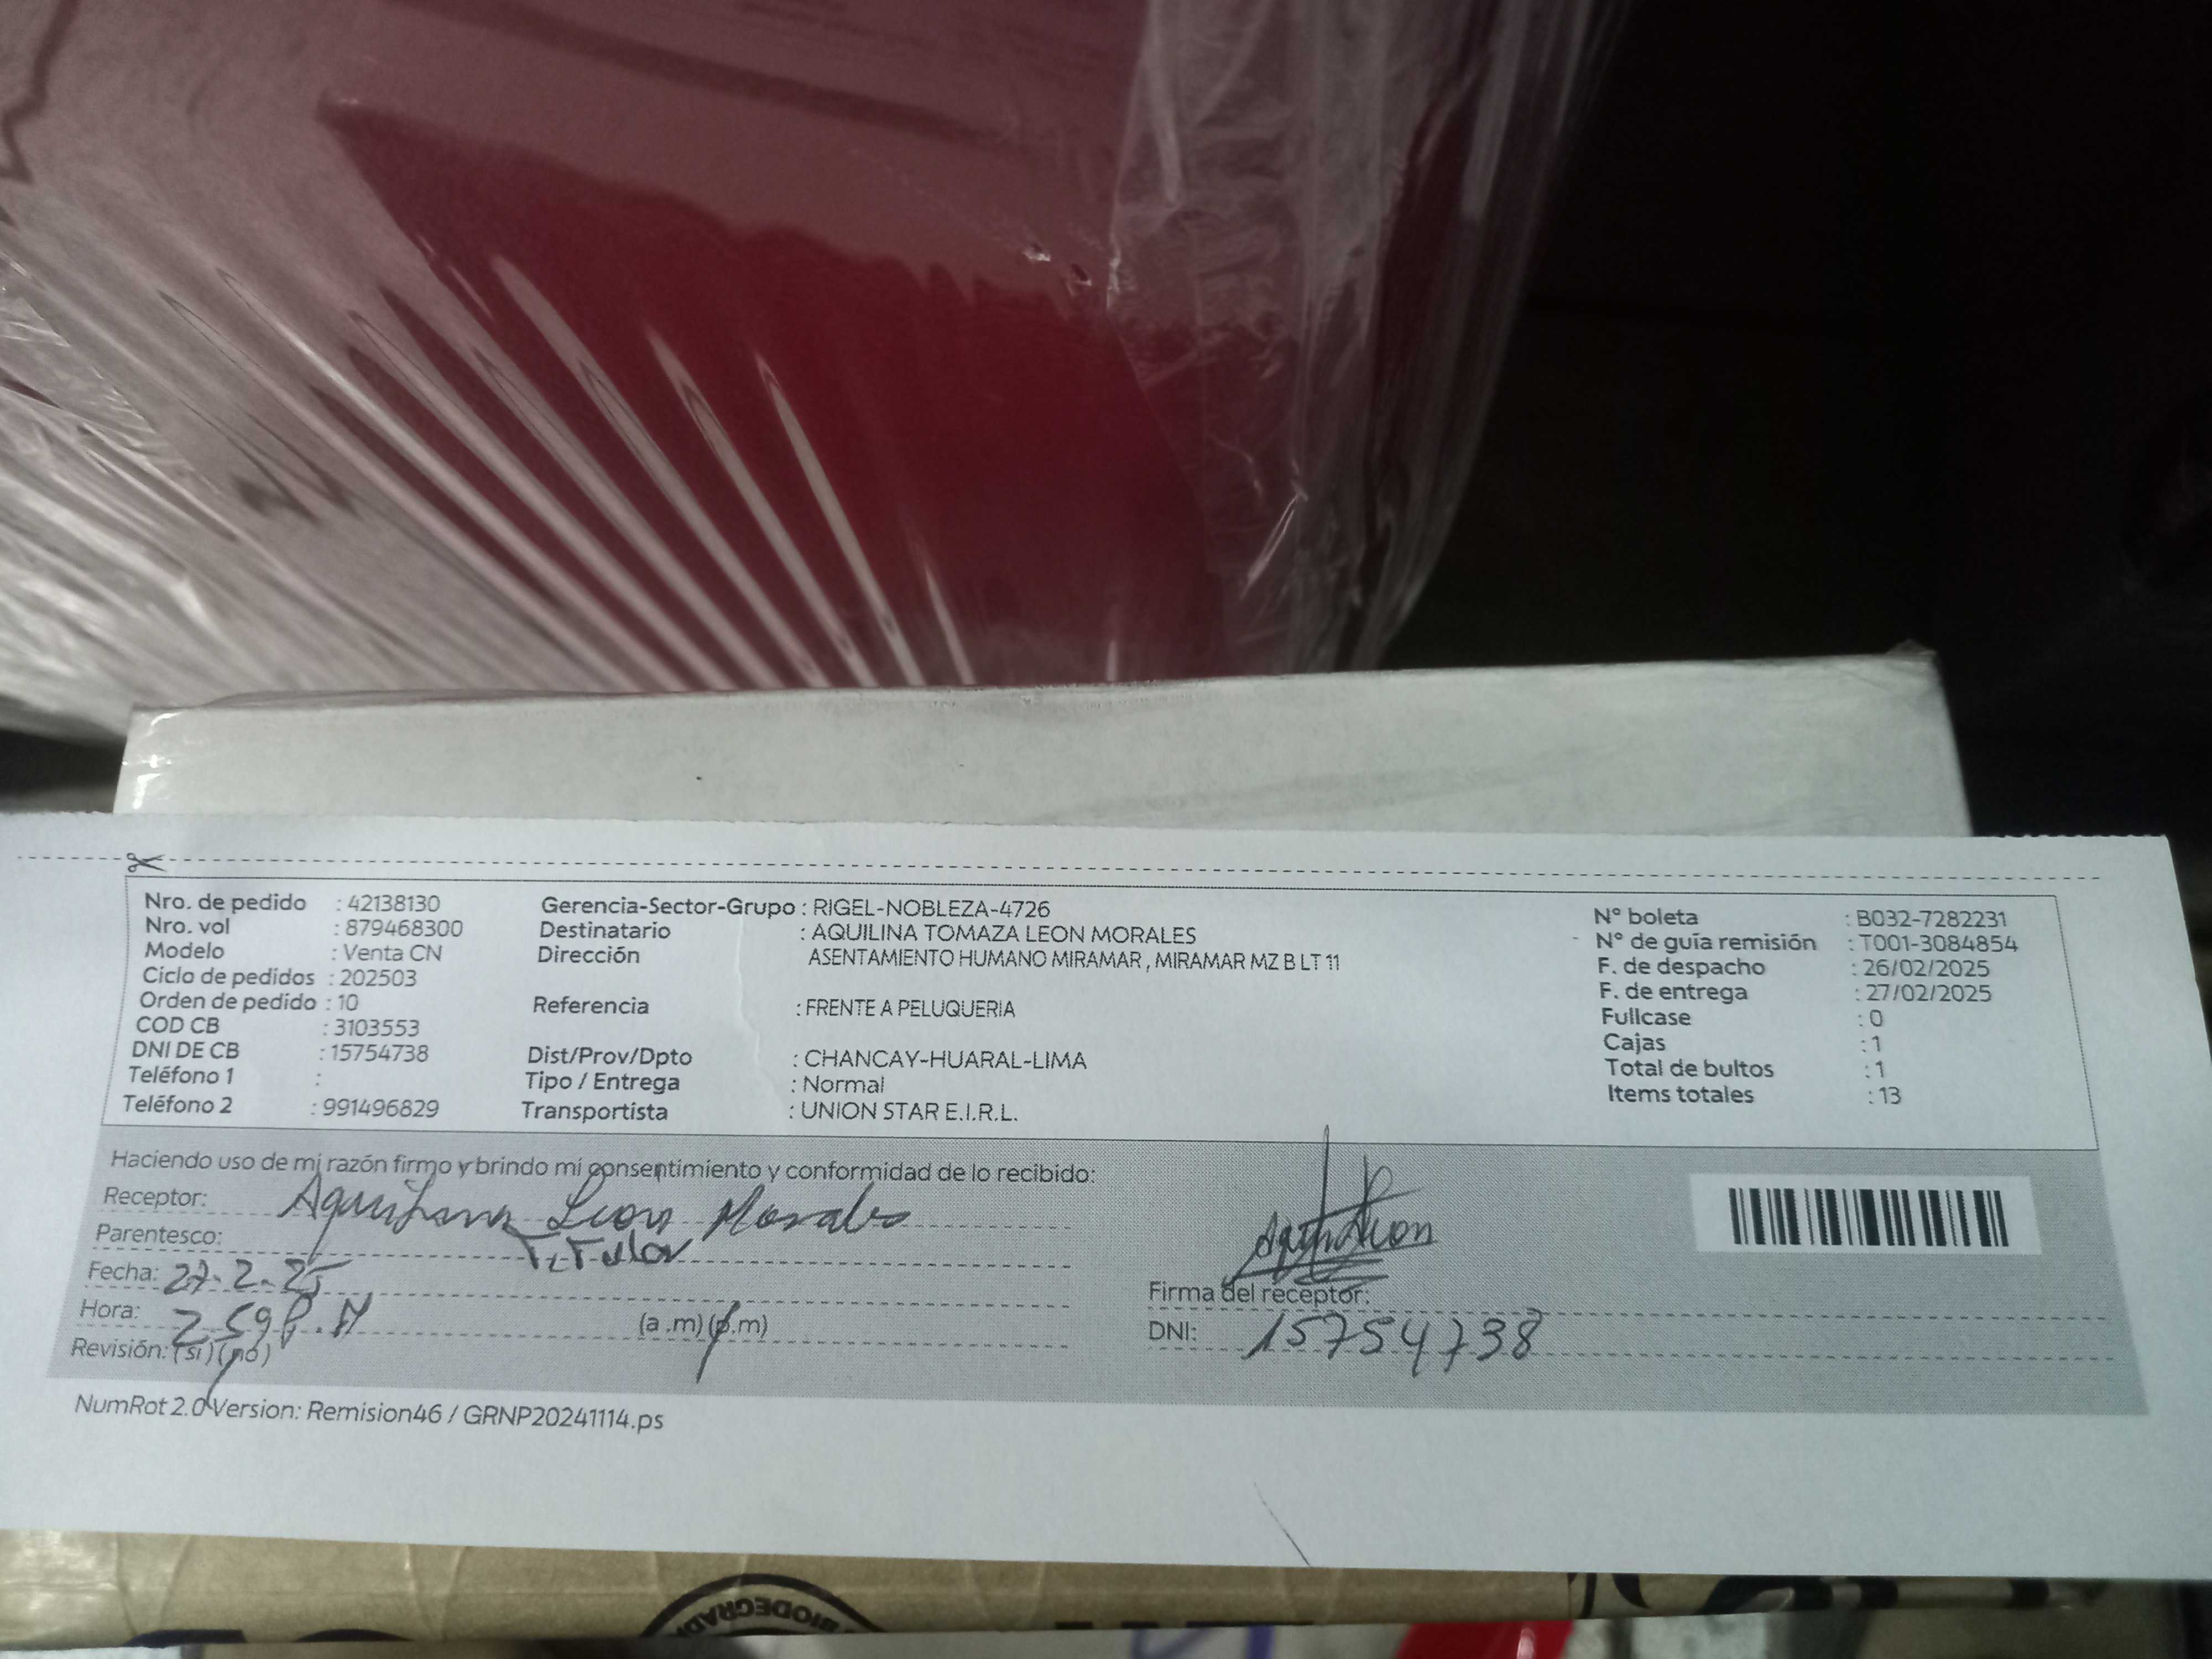 Nro. de pedido : 42138130 Gerencia-Sector-Grupo : RIGEL-NOBLEZA-4726 N° boleta : B032-7282231
Nro. vol : 879468300 Destinatario : AQUILINA TOMAZA LEON MORALES N° de guía remisión : T001-3084854
Modelo : Venta CN Dirección ASENTAMIENTO HUMANO MIRAMAR , MIRAMAR MZ B LT 11 F. de despacho : 26/02/2025
Ciclo de pedidos : 202503 F. de entrega : 27/02/2025
Orden de pedido : 10 Referencia : FRENTE A PELUQUERIA Fullcase : 0
COD CB : 3103553 Cajas : 1
DNI DE CB : 15754738 Dist/Prov/Dpto : CHANCAY-HUARAL-LIMA Total de bultos : 1
Teléfono 1 : Tipo / Entrega : Normal Items totales : 13
Teléfono 2 : 991496829 Transportista : UNION STAR E.I.R.L.
Haciendo uso de mi razón firmo y brindo mi consentimiento y conformidad de lo recibido:
Receptor: Aquilina Leon Morales
Parentesco: Titular
Fecha: 27.2.25
Firma del receptor:
Hora: 2 59 P.M (a .m) (p.m)
DNI: 15754738
Revisión: (si) (no)
NumRot 2.0 Version: Remision46 / GRNP20241114.ps